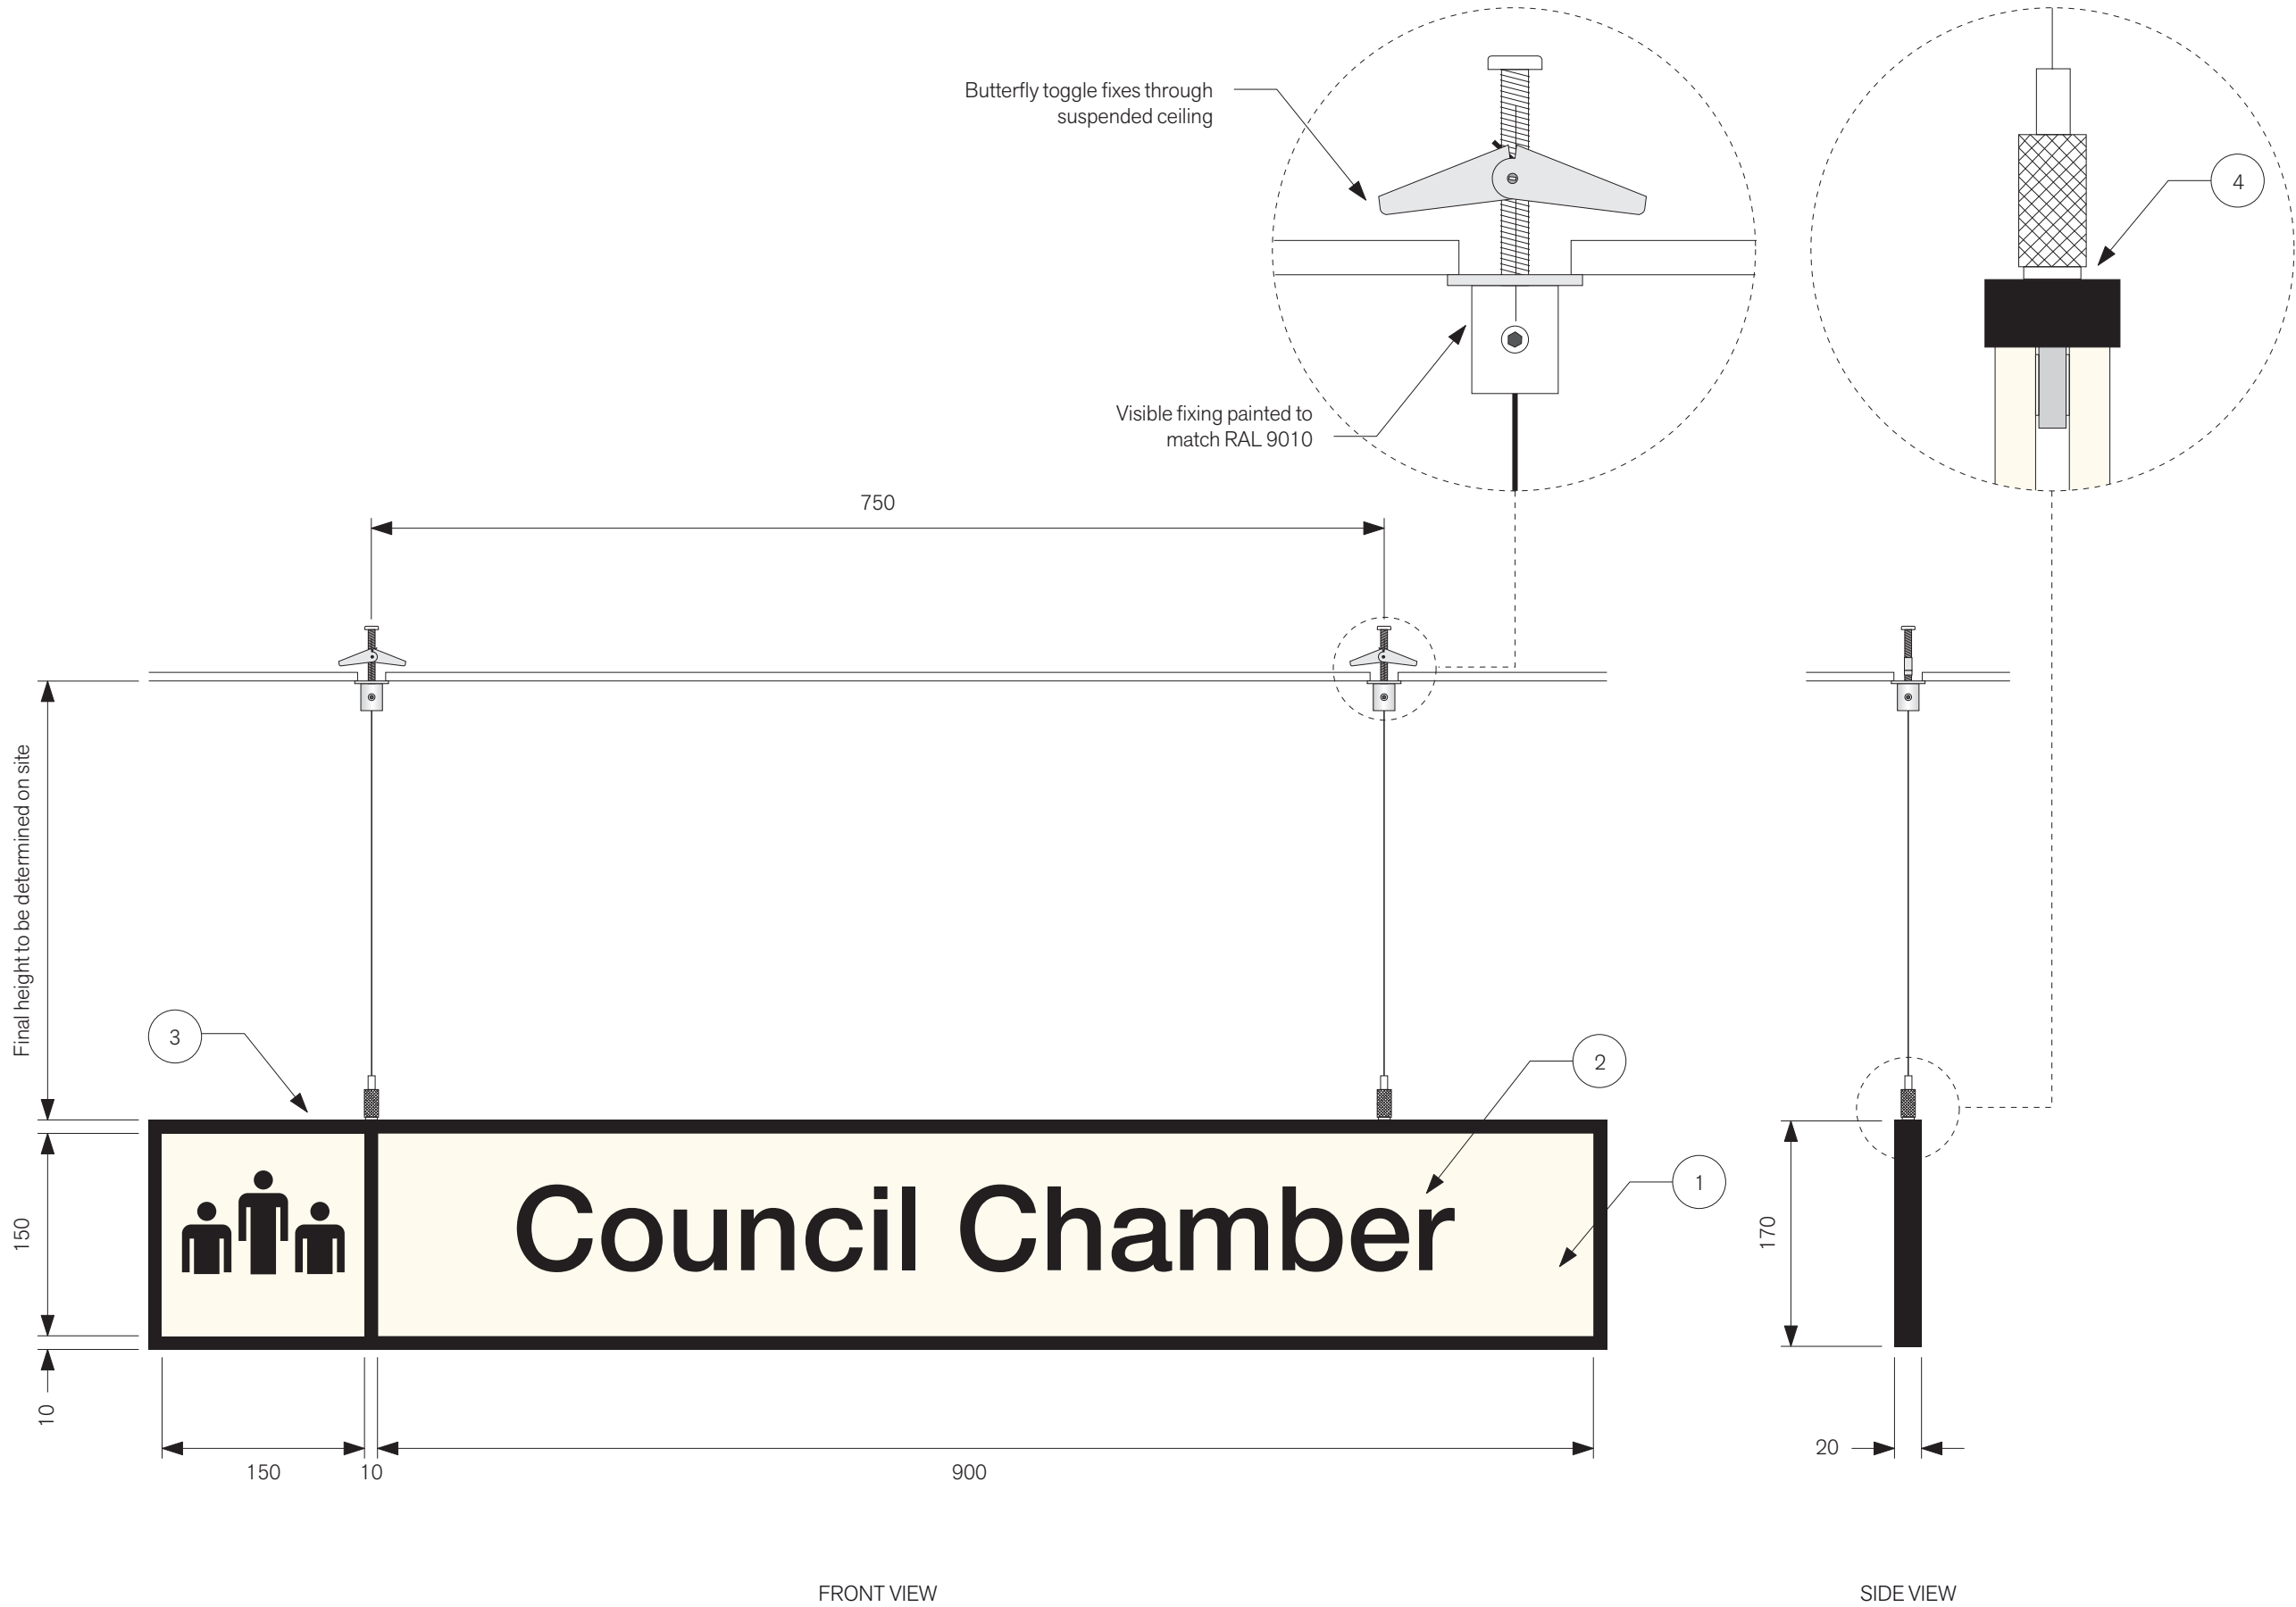 Butterfly toggle fixes through
suspended ceiling
4
Visible fixing painted to
match RAL 9010
750
Final height to be determined on site
3
2
1
Council Chamber
150
170
10
150
10
900
20
FRONT VIEW
SIDE VIEW